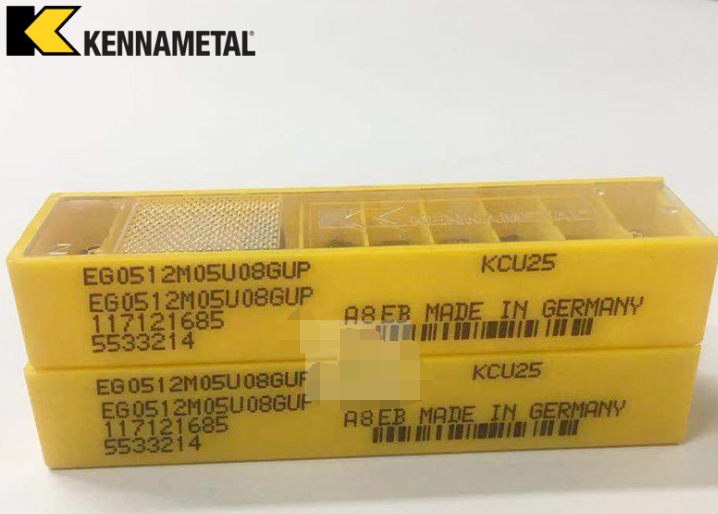 KENNAMETAL
KENNAMETAL
EG0512M05U08GUP KCU25
EG0512M05U08GUP
117121685 A8EB MADE IN GERMANY
5533214
EG0512M05U08GUP KCU25
EG0512M05U08GUP
117121685 A8EB MADE IN GERMANY
5533214